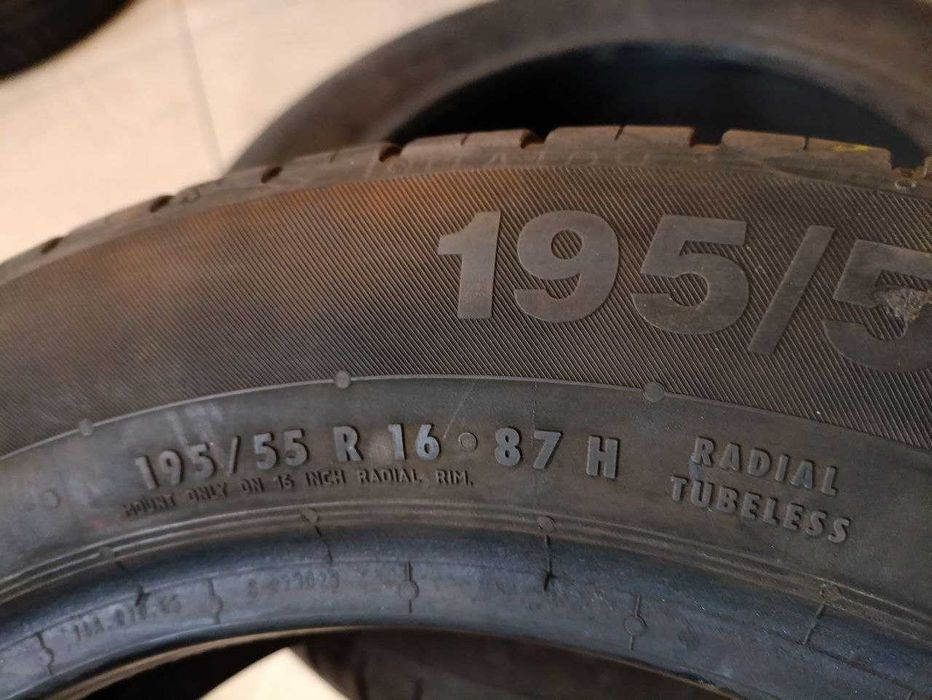 195/5
195/55 R 16 87 H
MOUNT ONLY ON 16 INCH RADIAL RIM.
RADIAL
TUBELESS